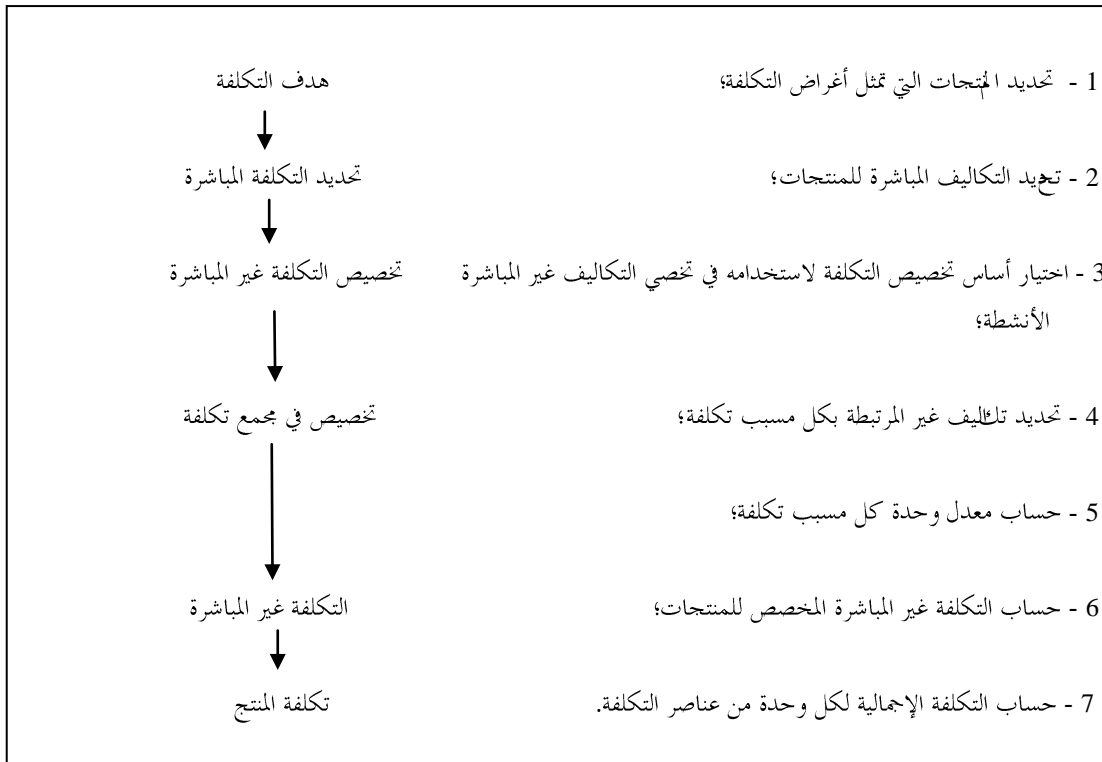 1 - تحديد المنتجات التي تمثل أغراض التكلفة؛
هدف التكلفة
2 - تحديد التكاليف المباشرة للمنتجات؛
تحديد التكلفة المباشرة
3 - اختيار أساس تخصيص التكلفة لاستخدامه في تخصي التكاليف غير المباشرة
تخصيص التكلفة غير المباشرة
الأنشطة؛
4 - تحديد تكاليف غير المرتبطة بكل مسبب تكلفة؛
تخصيص في مجمع تكلفة
5 - حساب معدل وحدة كل مسبب تكلفة؛
6 - حساب التكلفة غير المباشرة المخصص للمنتجات؛
التكلفة غير المباشرة
7 - حساب التكلفة الإجمالية لكل وحدة من عناصر التكلفة.
تكلفة المنتج